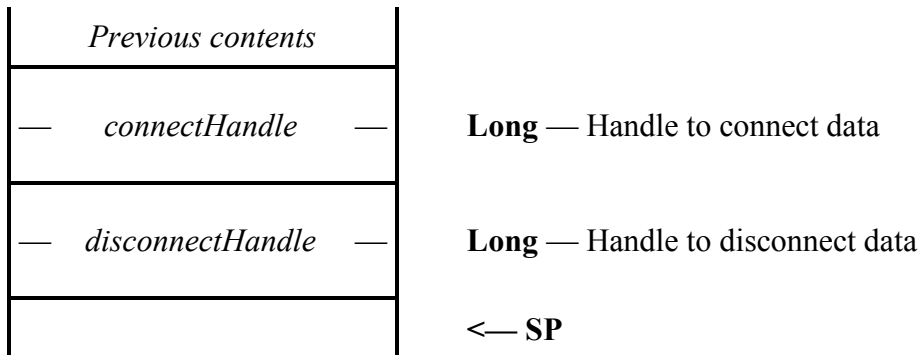 Previous contents
— connectHandle — Long — Handle to connect data
— disconnectHandle — Long — Handle to disconnect data
<— SP